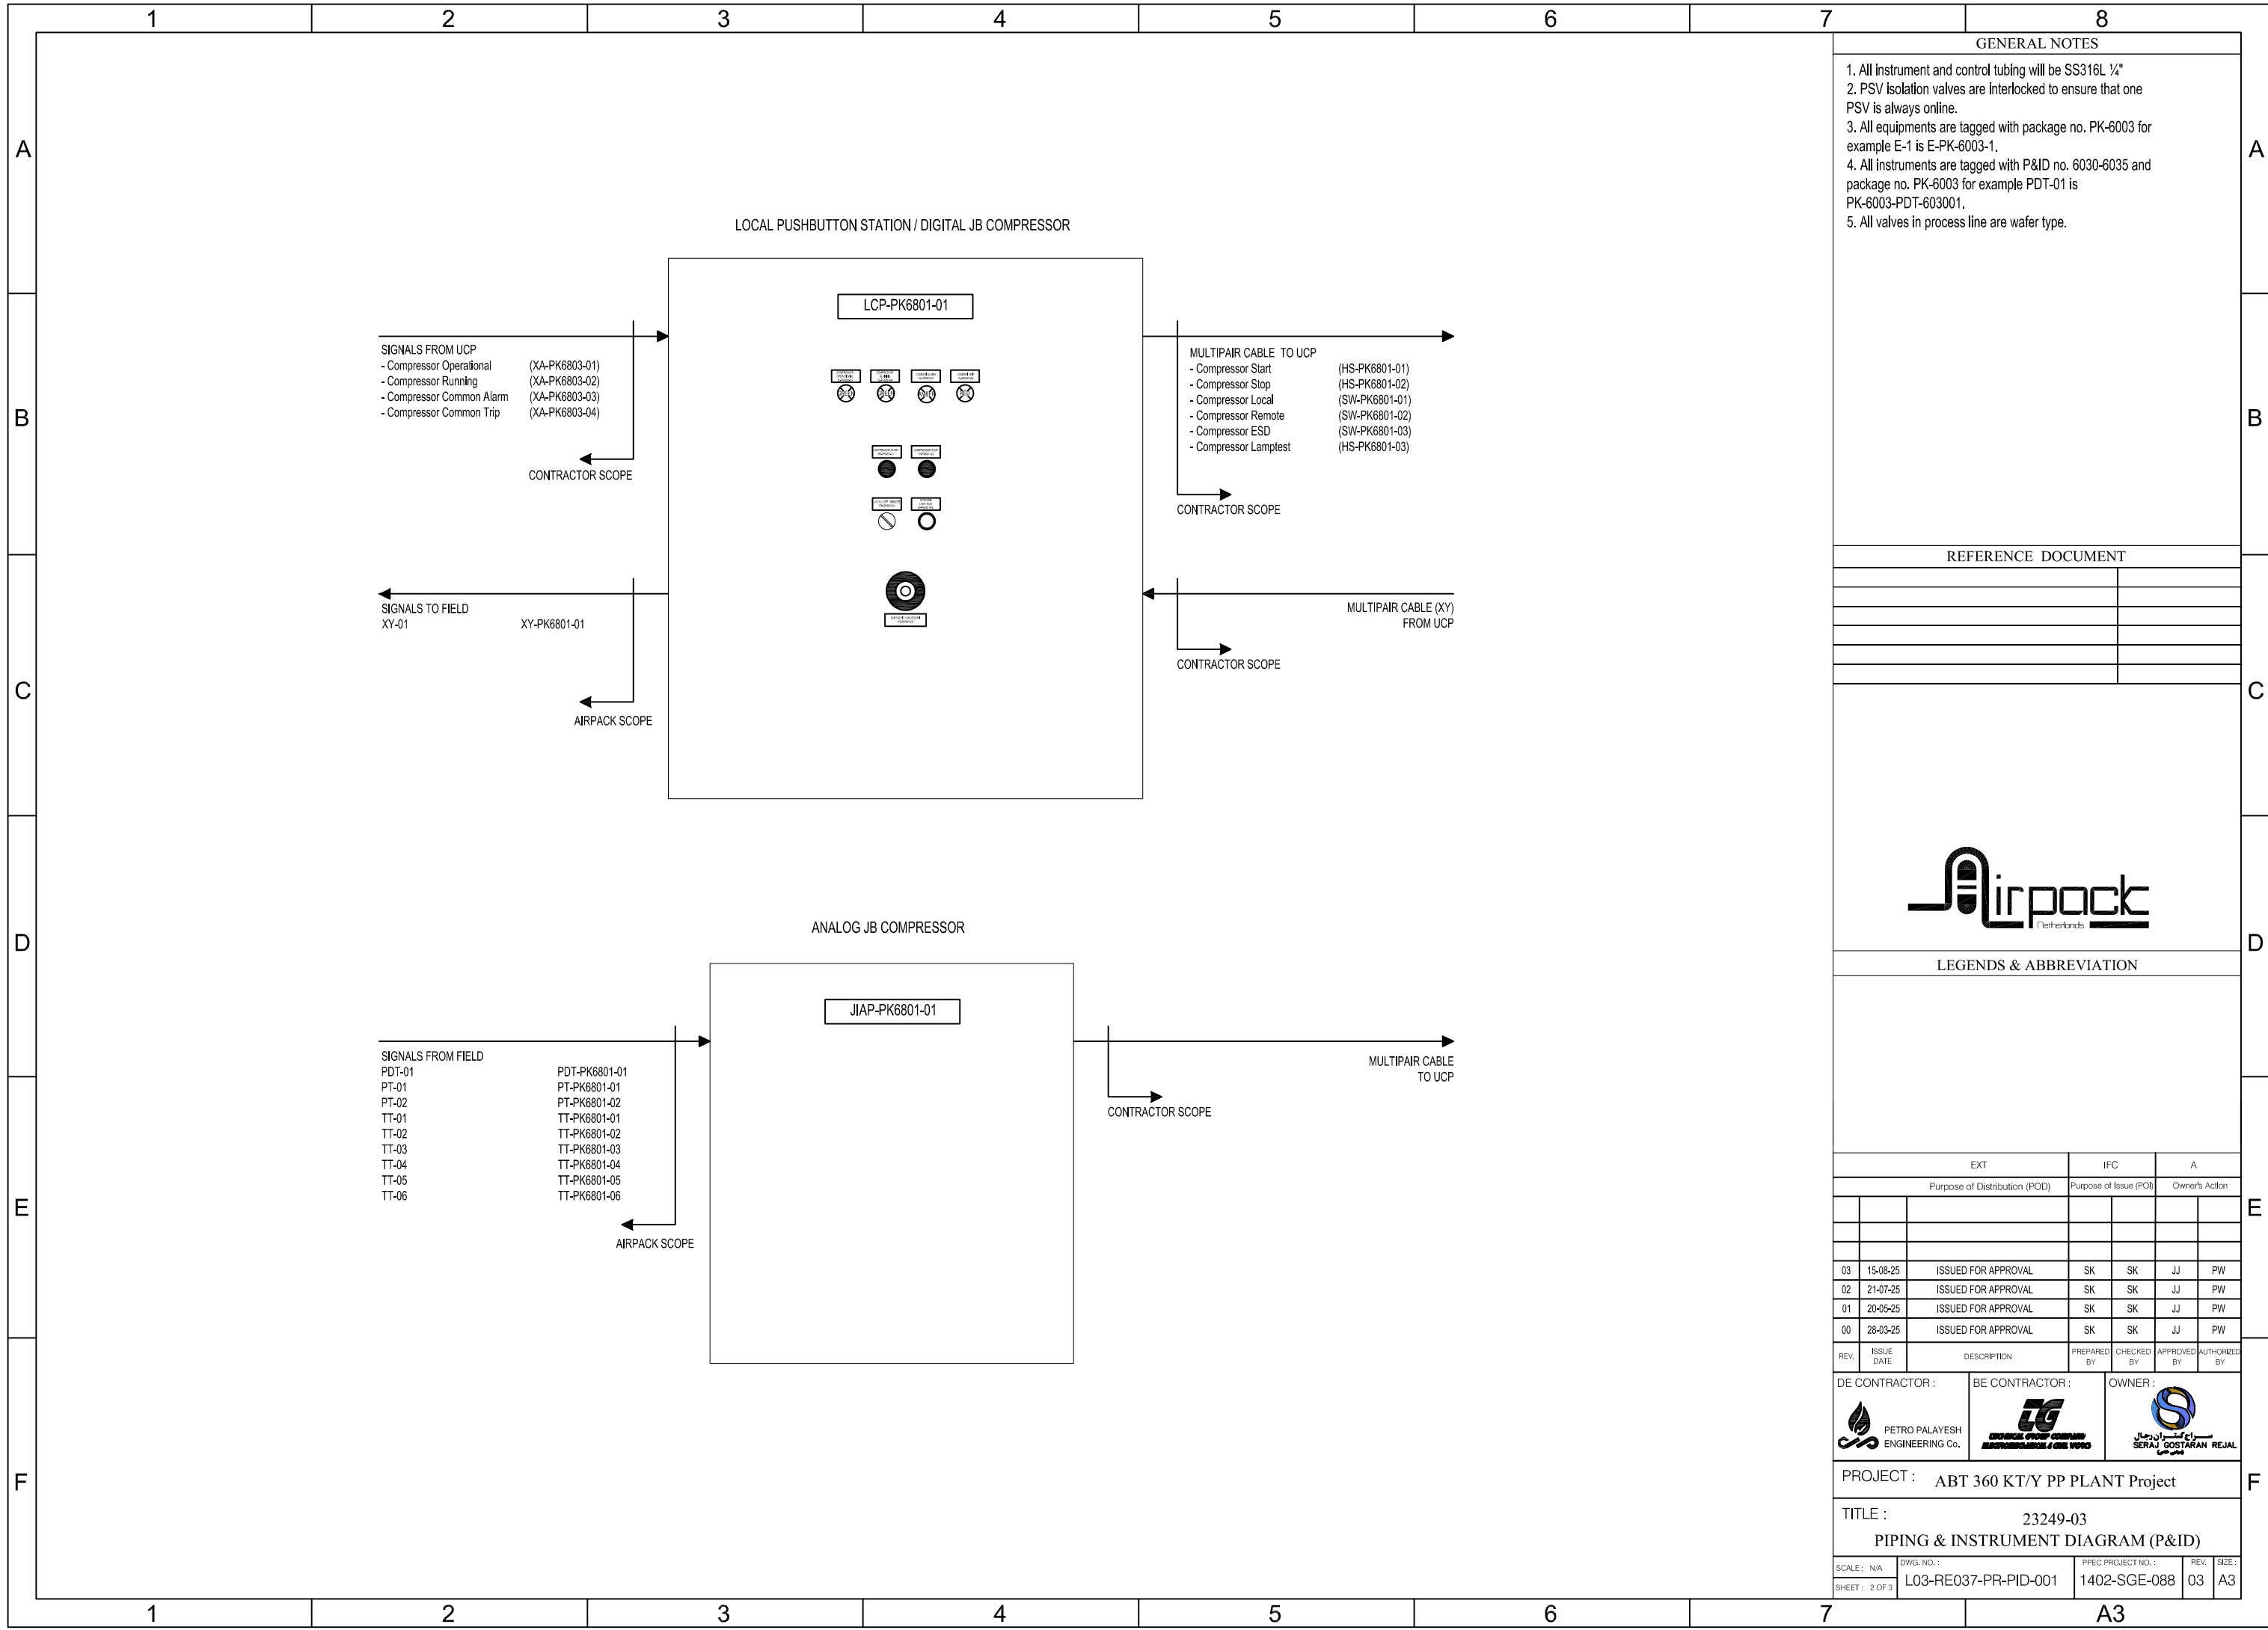 1 2 3 4 5 6 7 8
A
B
C
D
E
F
LOCAL PUSHBUTTON STATION / DIGITAL JB COMPRESSOR
LCP-PK6801-01
SIGNALS FROM UCP
- Compressor Operational (XA-PK6803-01)
- Compressor Running (XA-PK6803-02)
- Compressor Common Alarm (XA-PK6803-03)
- Compressor Common Trip (XA-PK6803-04)
CONTRACTOR SCOPE
MULTIPAIR CABLE TO UCP
- Compressor Start (HS-PK6801-01)
- Compressor Stop (HS-PK6801-02)
- Compressor Local (SW-PK6801-01)
- Compressor Remote (SW-PK6801-02)
- Compressor ESD (SW-PK6801-03)
- Compressor Lamptest (HS-PK6801-03)
CONTRACTOR SCOPE
SIGNALS TO FIELD
XY-01 XY-PK6801-01
AIRPACK SCOPE
MULTIPAIR CABLE (XY)
FROM UCP
CONTRACTOR SCOPE
ANALOG JB COMPRESSOR
JIAP-PK6801-01
SIGNALS FROM FIELD
PDT-01 PDT-PK6801-01
PT-01 PT-PK6801-01
PT-02 PT-PK6801-02
TT-01 TT-PK6801-01
TT-02 TT-PK6801-02
TT-03 TT-PK6801-03
TT-04 TT-PK6801-04
TT-05 TT-PK6801-05
TT-06 TT-PK6801-06
AIRPACK SCOPE
MULTIPAIR CABLE
TO UCP
CONTRACTOR SCOPE
GENERAL NOTES
1. All instrument and control tubing will be SS316L ¼"
2. PSV isolation valves are interlocked to ensure that one
PSV is always online.
3. All equipments are tagged with package no. PK-6003 for
example E-1 is E-PK-6003-1.
4. All instruments are tagged with P&ID no. 6030-6035 and
package no. PK-6003 for example PDT-01 is
PK-6003-PDT-603001.
5. All valves in process line are wafer type.
REFERENCE DOCUMENT
Airpack
Netherlands
LEGENDS & ABBREVIATION
EXT IFC A
Purpose of Distribution (POD) Purpose of Issue (POI) Owner's Action
03 15-08-25 ISSUED FOR APPROVAL SK SK JJ PW
02 21-07-25 ISSUED FOR APPROVAL SK SK JJ PW
01 20-05-25 ISSUED FOR APPROVAL SK SK JJ PW
00 28-03-25 ISSUED FOR APPROVAL SK SK JJ PW
REV. ISSUE DATE DESCRIPTION PREPARED BY CHECKED BY APPROVED BY AUTHORIZED BY
DE CONTRACTOR : BE CONTRACTOR : OWNER :
PETRO PALAYESH
ENGINEERING Co.
TECHNICAL GROUP COMPANY
ELECTROMECHANICAL & CIVIL WORKS
سراج گستران رجال
SERAJ GOSTARAN REJAL
PROJECT : ABT 360 KT/Y PP PLANT Project
TITLE : 23249-03
PIPING & INSTRUMENT DIAGRAM (P&ID)
SCALE : N/A
SHEET : 2 OF 3
DWG. NO. :
L03-RE037-PR-PID-001
PPEC PROJECT NO. :
1402-SGE-088
REV.
03
SIZE :
A3
A
B
C
D
E
F
1 2 3 4 5 6 7 A3